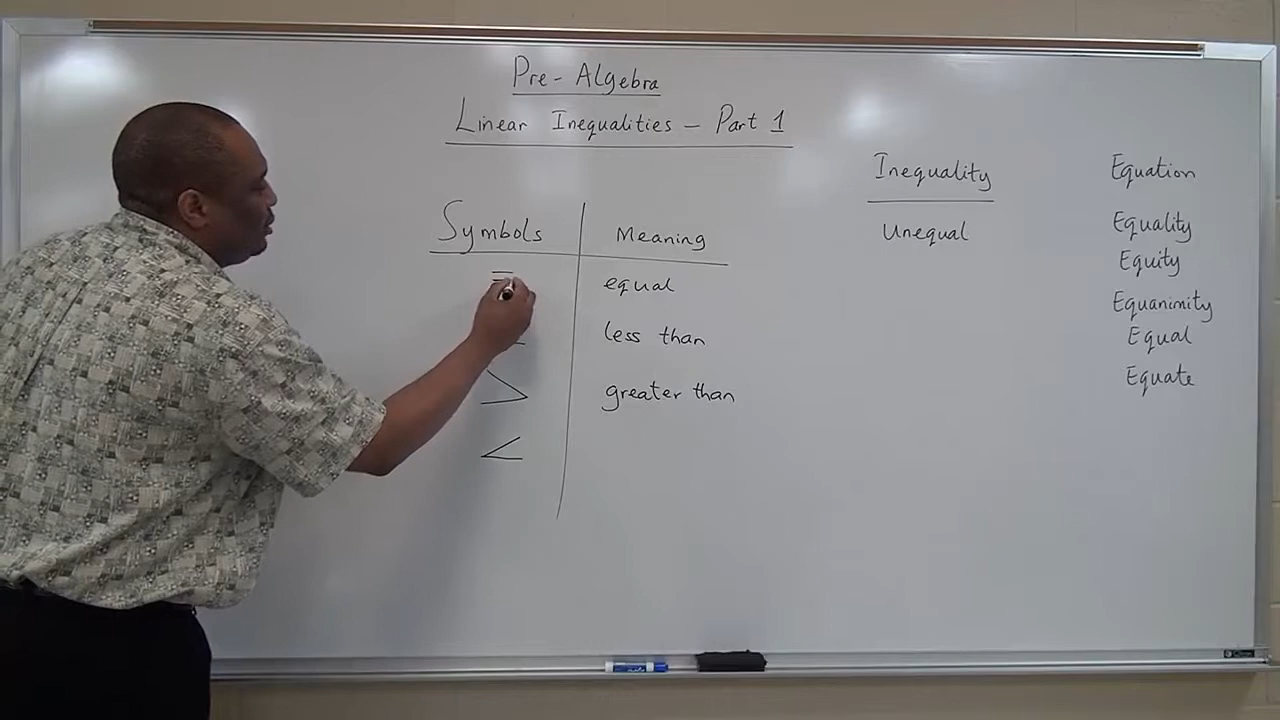 Pre-Algebra
Linear Inequalities - Part 1
Symbols Meaning
= equal
less than
> greater than
<
Inequality
Unequal
Equation
Equality
Equity
Equanimity
Equal
Equate